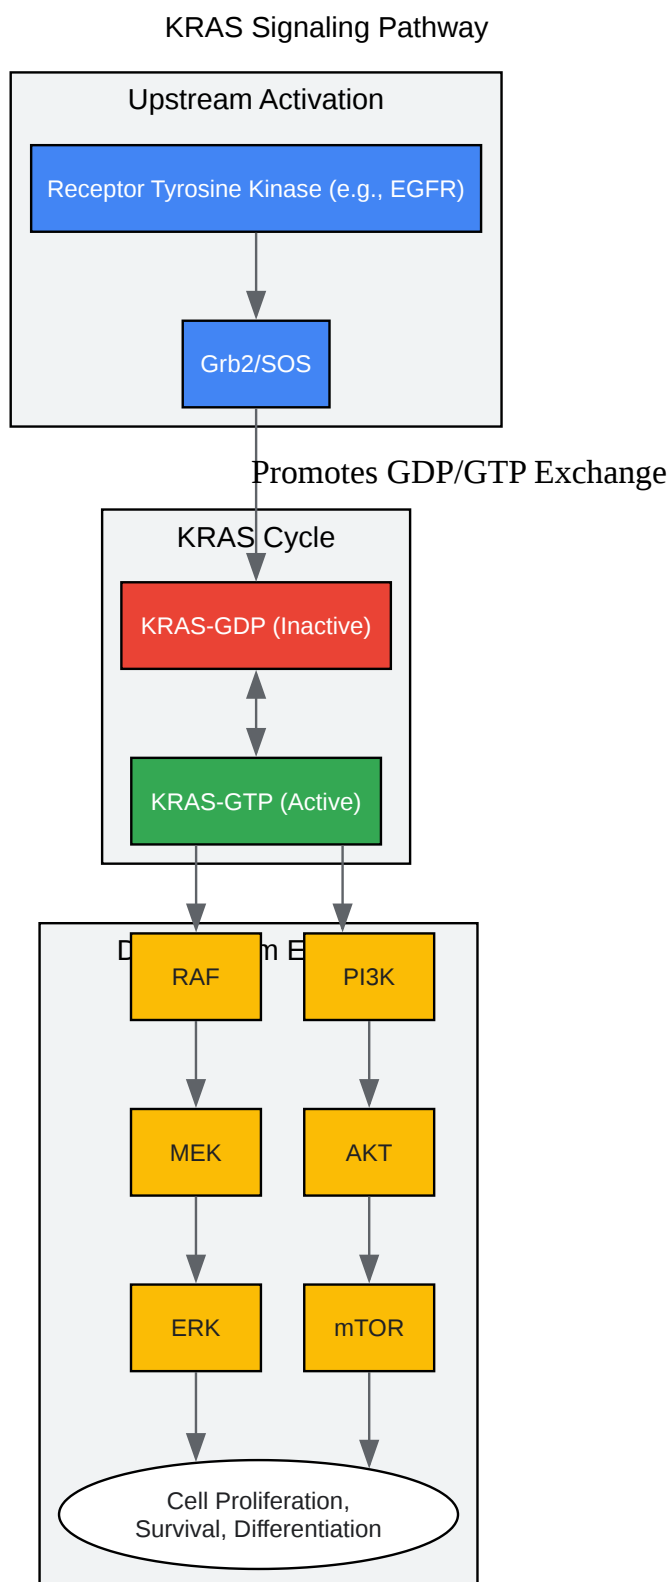 KRAS Signaling Pathway
Upstream Activation
Receptor Tyrosine Kinase (e.g., EGFR)
Grb2/SOS
Promotes GDP/GTP Exchange
KRAS Cycle
KRAS-GDP (Inactive)
KRAS-GTP (Active)
RAF
PI3K
MEK
AKT
ERK
mTOR
Cell Proliferation,
Survival, Differentiation